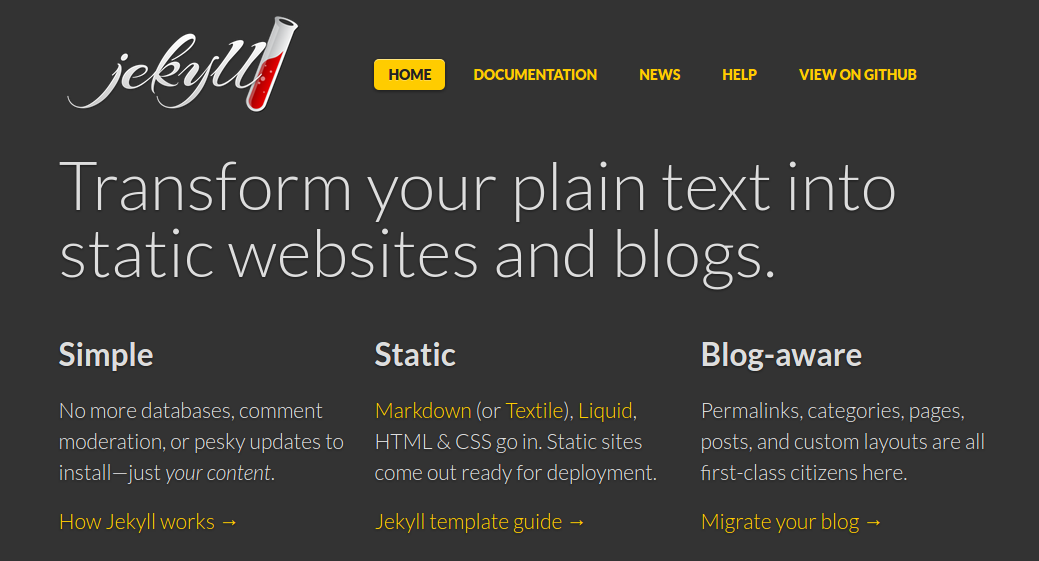 jekyll
HOME DOCUMENTATION NEWS HELP VIEW ON GITHUB
Transform your plain text into
static websites and blogs.
Simple
No more databases, comment
moderation, or pesky updates to
install—just your content.
How Jekyll works →
Static
Markdown (or Textile), Liquid,
HTML & CSS go in. Static sites
come out ready for deployment.
Jekyll template guide →
Blog-aware
Permalinks, categories, pages,
posts, and custom layouts are all
first-class citizens here.
Migrate your blog →